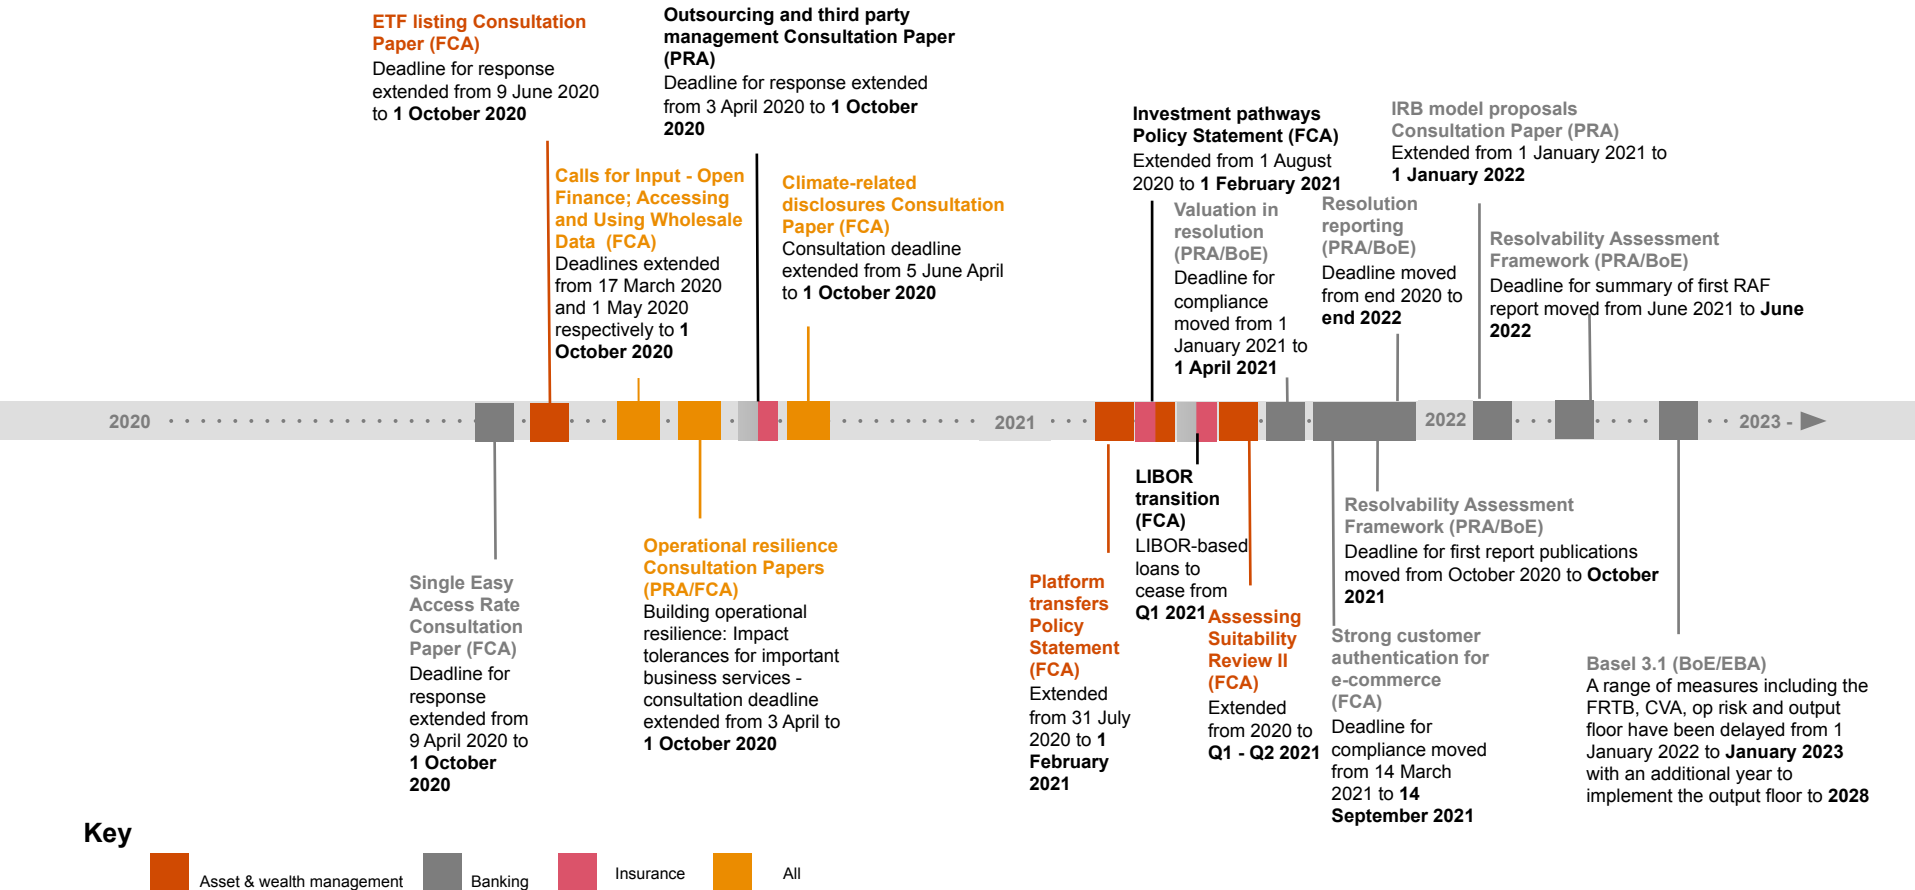 ETF listing Consultation
Paper (FCA)
Deadline for response
extended from 9 June 2020
to 1 October 2020
Outsourcing and third party
management Consultation Paper
(PRA)
Deadline for response extended
from 3 April 2020 to 1 October
2020
Calls for Input - Open
Finance; Accessing
and Using Wholesale
Data (FCA)
Deadlines extended
from 17 March 2020
and 1 May 2020
respectively to 1
October 2020
Climate-related
disclosures Consultation
Paper (FCA)
Consultation deadline
extended from 5 June April
to 1 October 2020
Investment pathways
Policy Statement (FCA)
Extended from 1 August
2020 to 1 February 2021
Valuation in
resolution
(PRA/BoE)
Deadline for
compliance
moved from 1
January 2021 to
1 April 2021
Resolution
reporting
(PRA/BoE)
Deadline moved
from end 2020 to
end 2022
IRB model proposals
Consultation Paper (PRA)
Extended from 1 January 2021 to
1 January 2022
Resolvability Assessment
Framework (PRA/BoE)
Deadline for summary of first RAF
report moved from June 2021 to June
2022
2020
2021
2022
2023 -
Single Easy
Access Rate
Consultation
Paper (FCA)
Deadline for
response
extended from
9 April 2020 to
1 October
2020
Operational resilience
Consultation Papers
(PRA/FCA)
Building operational
resilience: Impact
tolerances for important
business services -
consultation deadline
extended from 3 April to
1 October 2020
Platform
transfers
Policy
Statement
(FCA)
Extended
from 31 July
2020 to 1
February
2021
LIBOR
transition
(FCA)
LIBOR-based
loans to
cease from
Q1 2021
Assessing
Suitability
Review II
(FCA)
Extended
from 2020 to
Q1 - Q2 2021
Strong customer
authentication for
e-commerce
(FCA)
Deadline for
compliance moved
from 14 March
2021 to 14
September 2021
Resolvability Assessment
Framework (PRA/BoE)
Deadline for first report publications
moved from October 2020 to October
2021
Basel 3.1 (BoE/EBA)
A range of measures including the
FRTB, CVA, op risk and output
floor have been delayed from 1
January 2022 to January 2023
with an additional year to
implement the output floor to 2028
Key
Asset & wealth management
Banking
Insurance
All